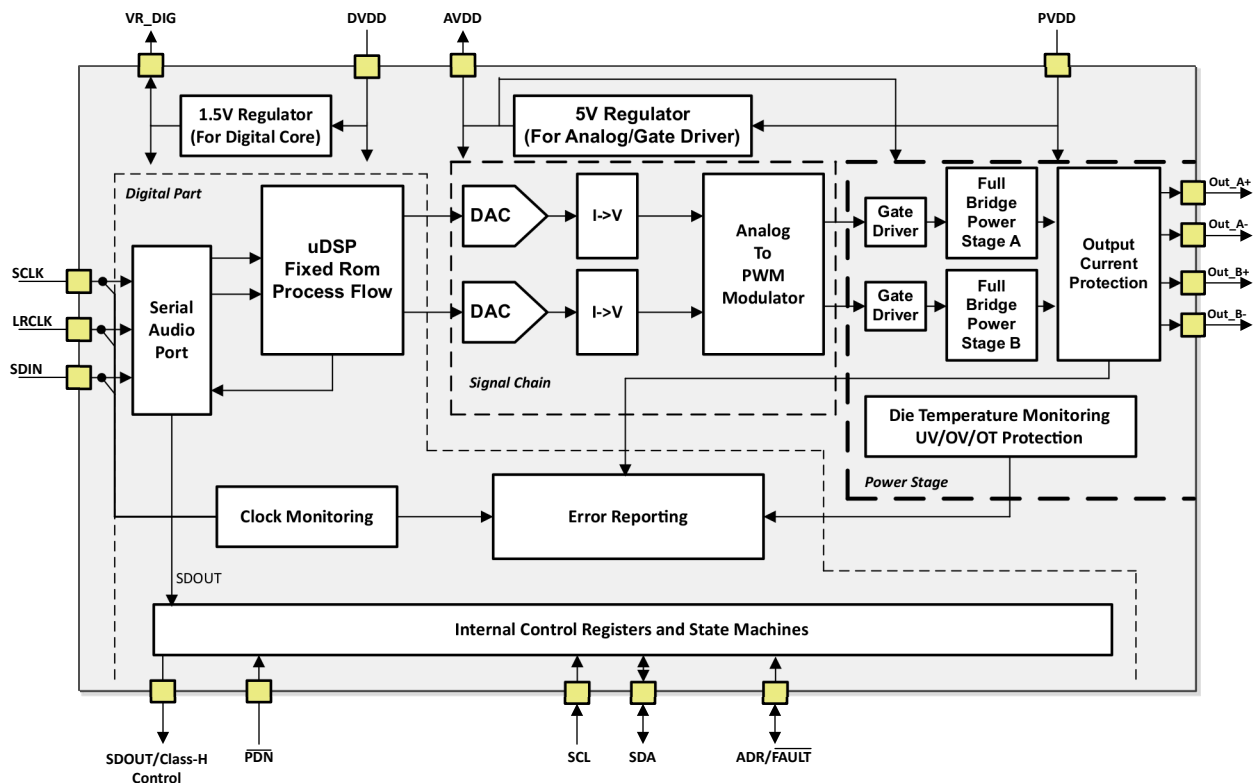 VR_DIG
DVDD
AVDD
PVDD
1.5V Regulator
(For Digital Core)
5V Regulator
(For Analog/Gate Driver)
Digital Part
uDSP
Fixed Rom
Process Flow
DAC
I->V
Analog
To
PWM
Modulator
Gate
Driver
Full
Bridge
Power
Stage A
Output
Current
Protection
Out_A+
Out_A-
Out_B+
Out_B-
SCLK
LRCLK
SDIN
Serial
Audio
Port
DAC
I->V
Gate
Driver
Full
Bridge
Power
Stage B
Signal Chain
Die Temperature Monitoring
UV/OV/OT Protection
Power Stage
Clock Monitoring
Error Reporting
SDOUT
Internal Control Registers and State Machines
SDOUT/Class-H
Control
PDN
SCL
SDA
ADR/FAULT